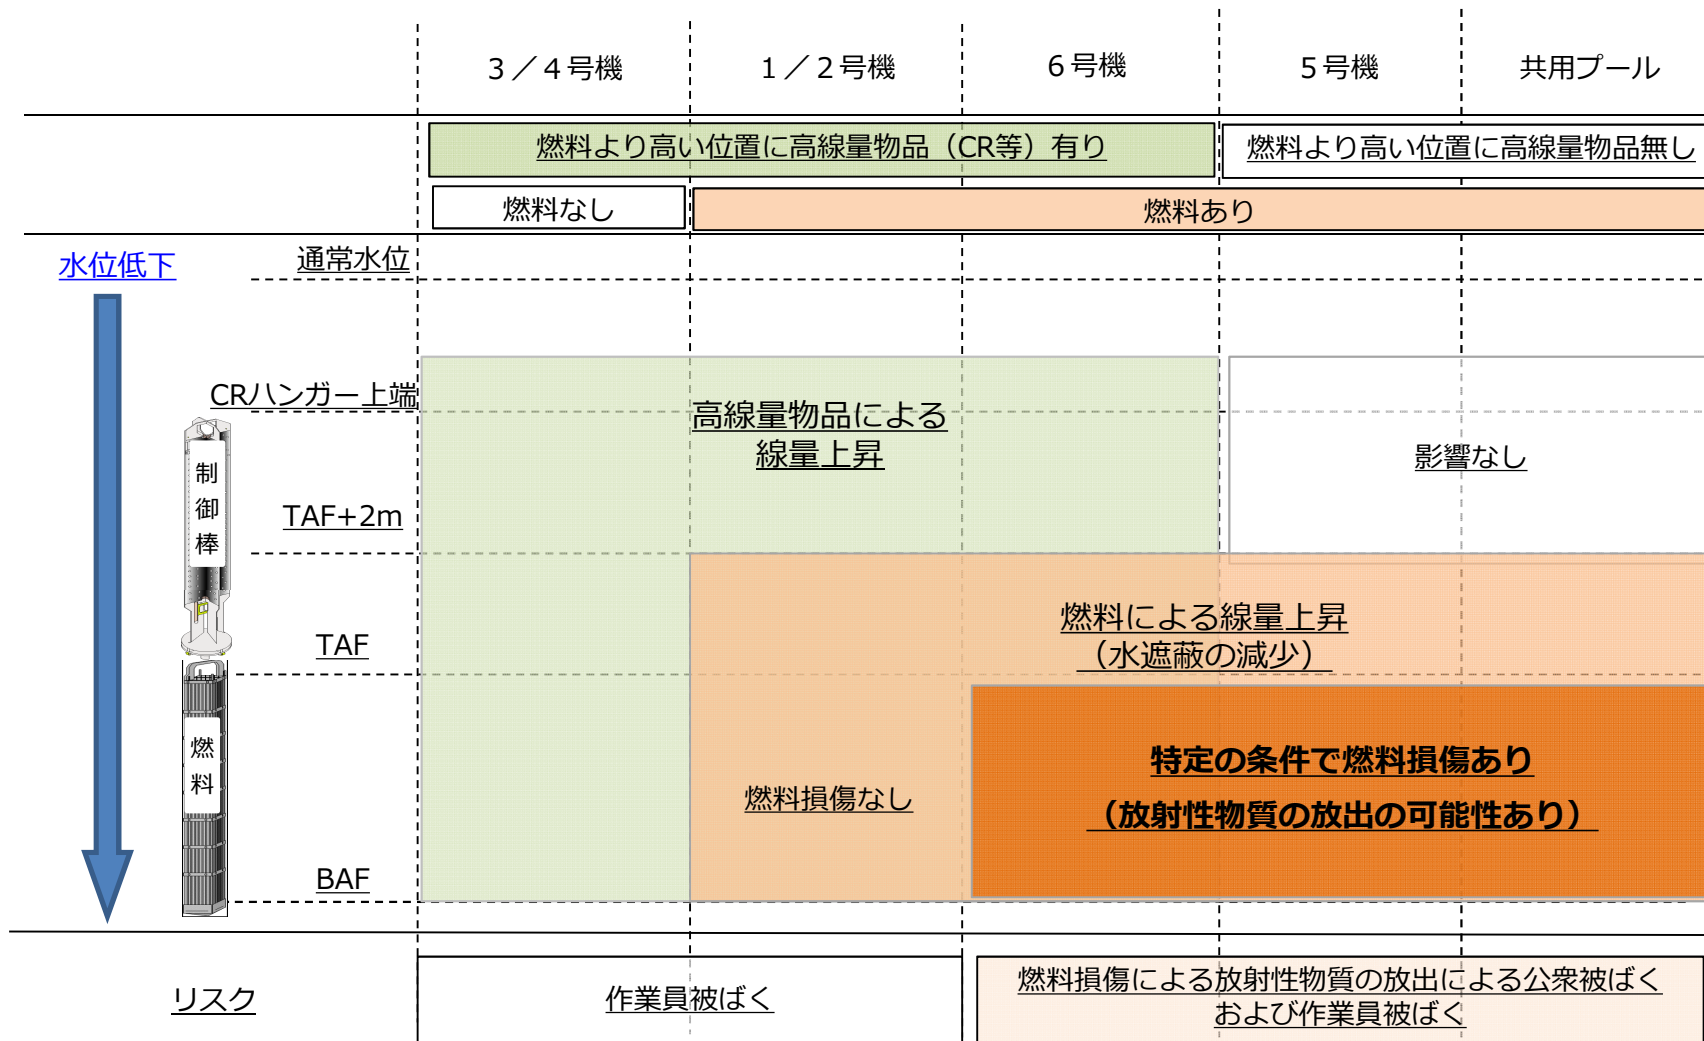 3／4号機
1／2号機
6号機
5号機
共用プール
燃料より高い位置に高線量物品（CR等）有り
燃料より高い位置に高線量物品無し
燃料なし
燃料あり
水位低下
通常水位
CRハンガー上端
高線量物品による
線量上昇
影響なし
制
御
棒
TAF+2m
燃料による線量上昇
（水遮蔽の減少）
TAF
燃
料
特定の条件で燃料損傷あり
（放射性物質の放出の可能性あり）
燃料損傷なし
BAF
リスク
作業員被ばく
燃料損傷による放射性物質の放出による公衆被ばく
および作業員被ばく